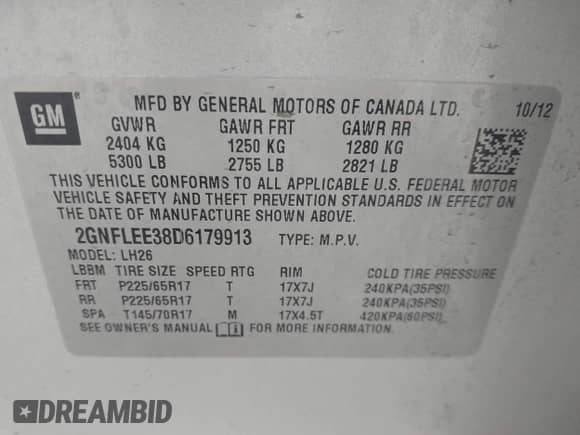 GM
®
MFD BY GENERAL MOTORS OF CANADA LTD. 10/12
GVWR GAWR FRT GAWR RR
2404 KG 1250 KG 1280 KG
5300 LB 2755 LB 2821 LB
THIS VEHICLE CONFORMS TO ALL APPLICABLE U.S. FEDERAL MOTOR
VEHICLE SAFETY AND THEFT PREVENTION STANDARDS IN EFFECT ON
THE DATE OF MANUFACTURE SHOWN ABOVE.
2GNFLEE38D6179913 TYPE: M.P.V.
MODEL: LH26
LBBM TIRE SIZE SPEED RTG RIM COLD TIRE PRESSURE
FRT P225/65R17 T 17X7J 240KPA(35PSI)
RR P225/65R17 T 17X7J 240KPA(35PSI)
SPA T145/70R17 M 17X4.5T 420KPA(60PSI)
SEE OWNER'S MANUAL FOR MORE INFORMATION.
DREAMBID